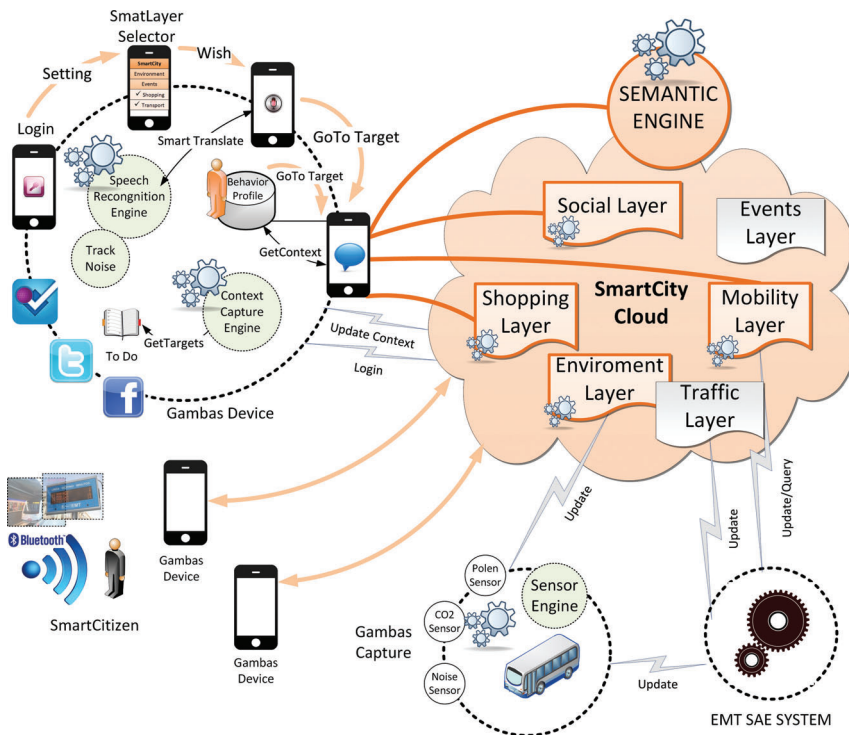 SmatLayer
Selector
Setting
Wish
SmartCity
Environment
Events
✓ Shopping
✓ Transport
Login
Smart Translate
GoTo Target
Speech
Recongnition
Engine
Behavior
Profile
GoTo Target
Track
Noise
GetContext
Context
Capture
Engine
GetTargets
To Do
Update Context
Login
Gambas Device
SEMANTIC
ENGINE
Social Layer
Events
Layer
Shopping
Layer
SmartCity
Cloud
Mobility
Layer
Enviroment
Layer
Traffic
Layer
Update
Update
Update/Query
Bluetooth™
SmartCitizen
Gambas
Device
Gambas
Device
Polen
Sensor
Sensor
Engine
CO2
Sensor
Gambas
Capture
Noise
Sensor
Update
EMT SAE SYSTEM